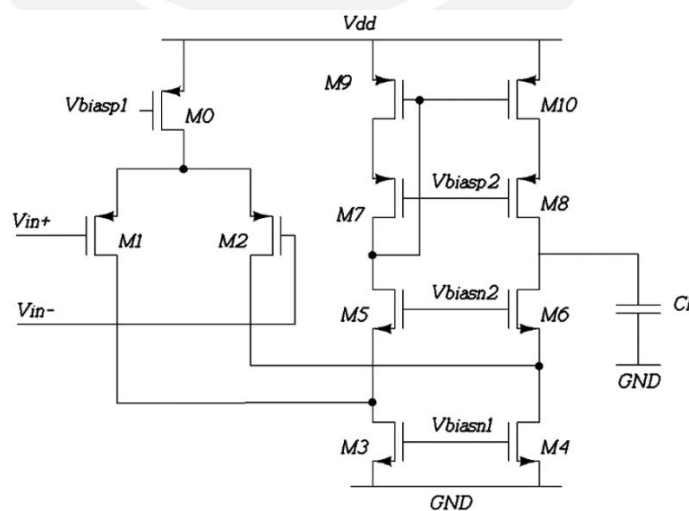 Vdd
M9
M10
Vbiasp1
M0
Vbiasp2
M7
M8
Vin+
M1
M2
Vbiasn2
M5
M6
Vin-
GND
Vbiasn1
M3
M4
GND